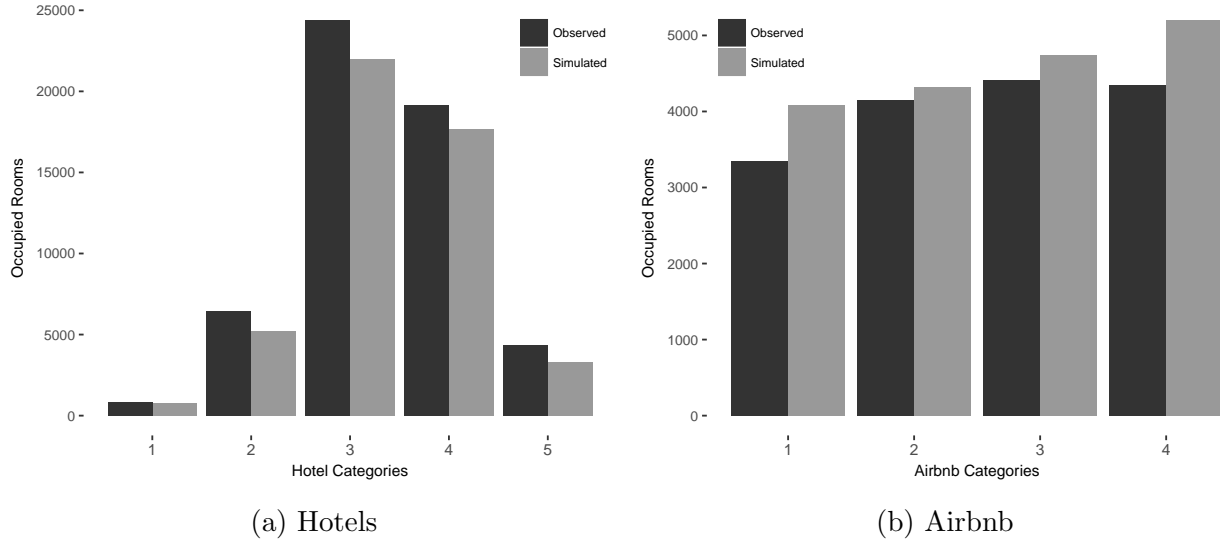 25000
20000
15000
10000
5000
0
Occupied Rooms
Observed
Simulated
1 2 3 4 5
Hotel Categories
(a) Hotels
5000
4000
3000
2000
1000
0
Occupied Rooms
Observed
Simulated
1 2 3 4
Airbnb Categories
(b) Airbnb